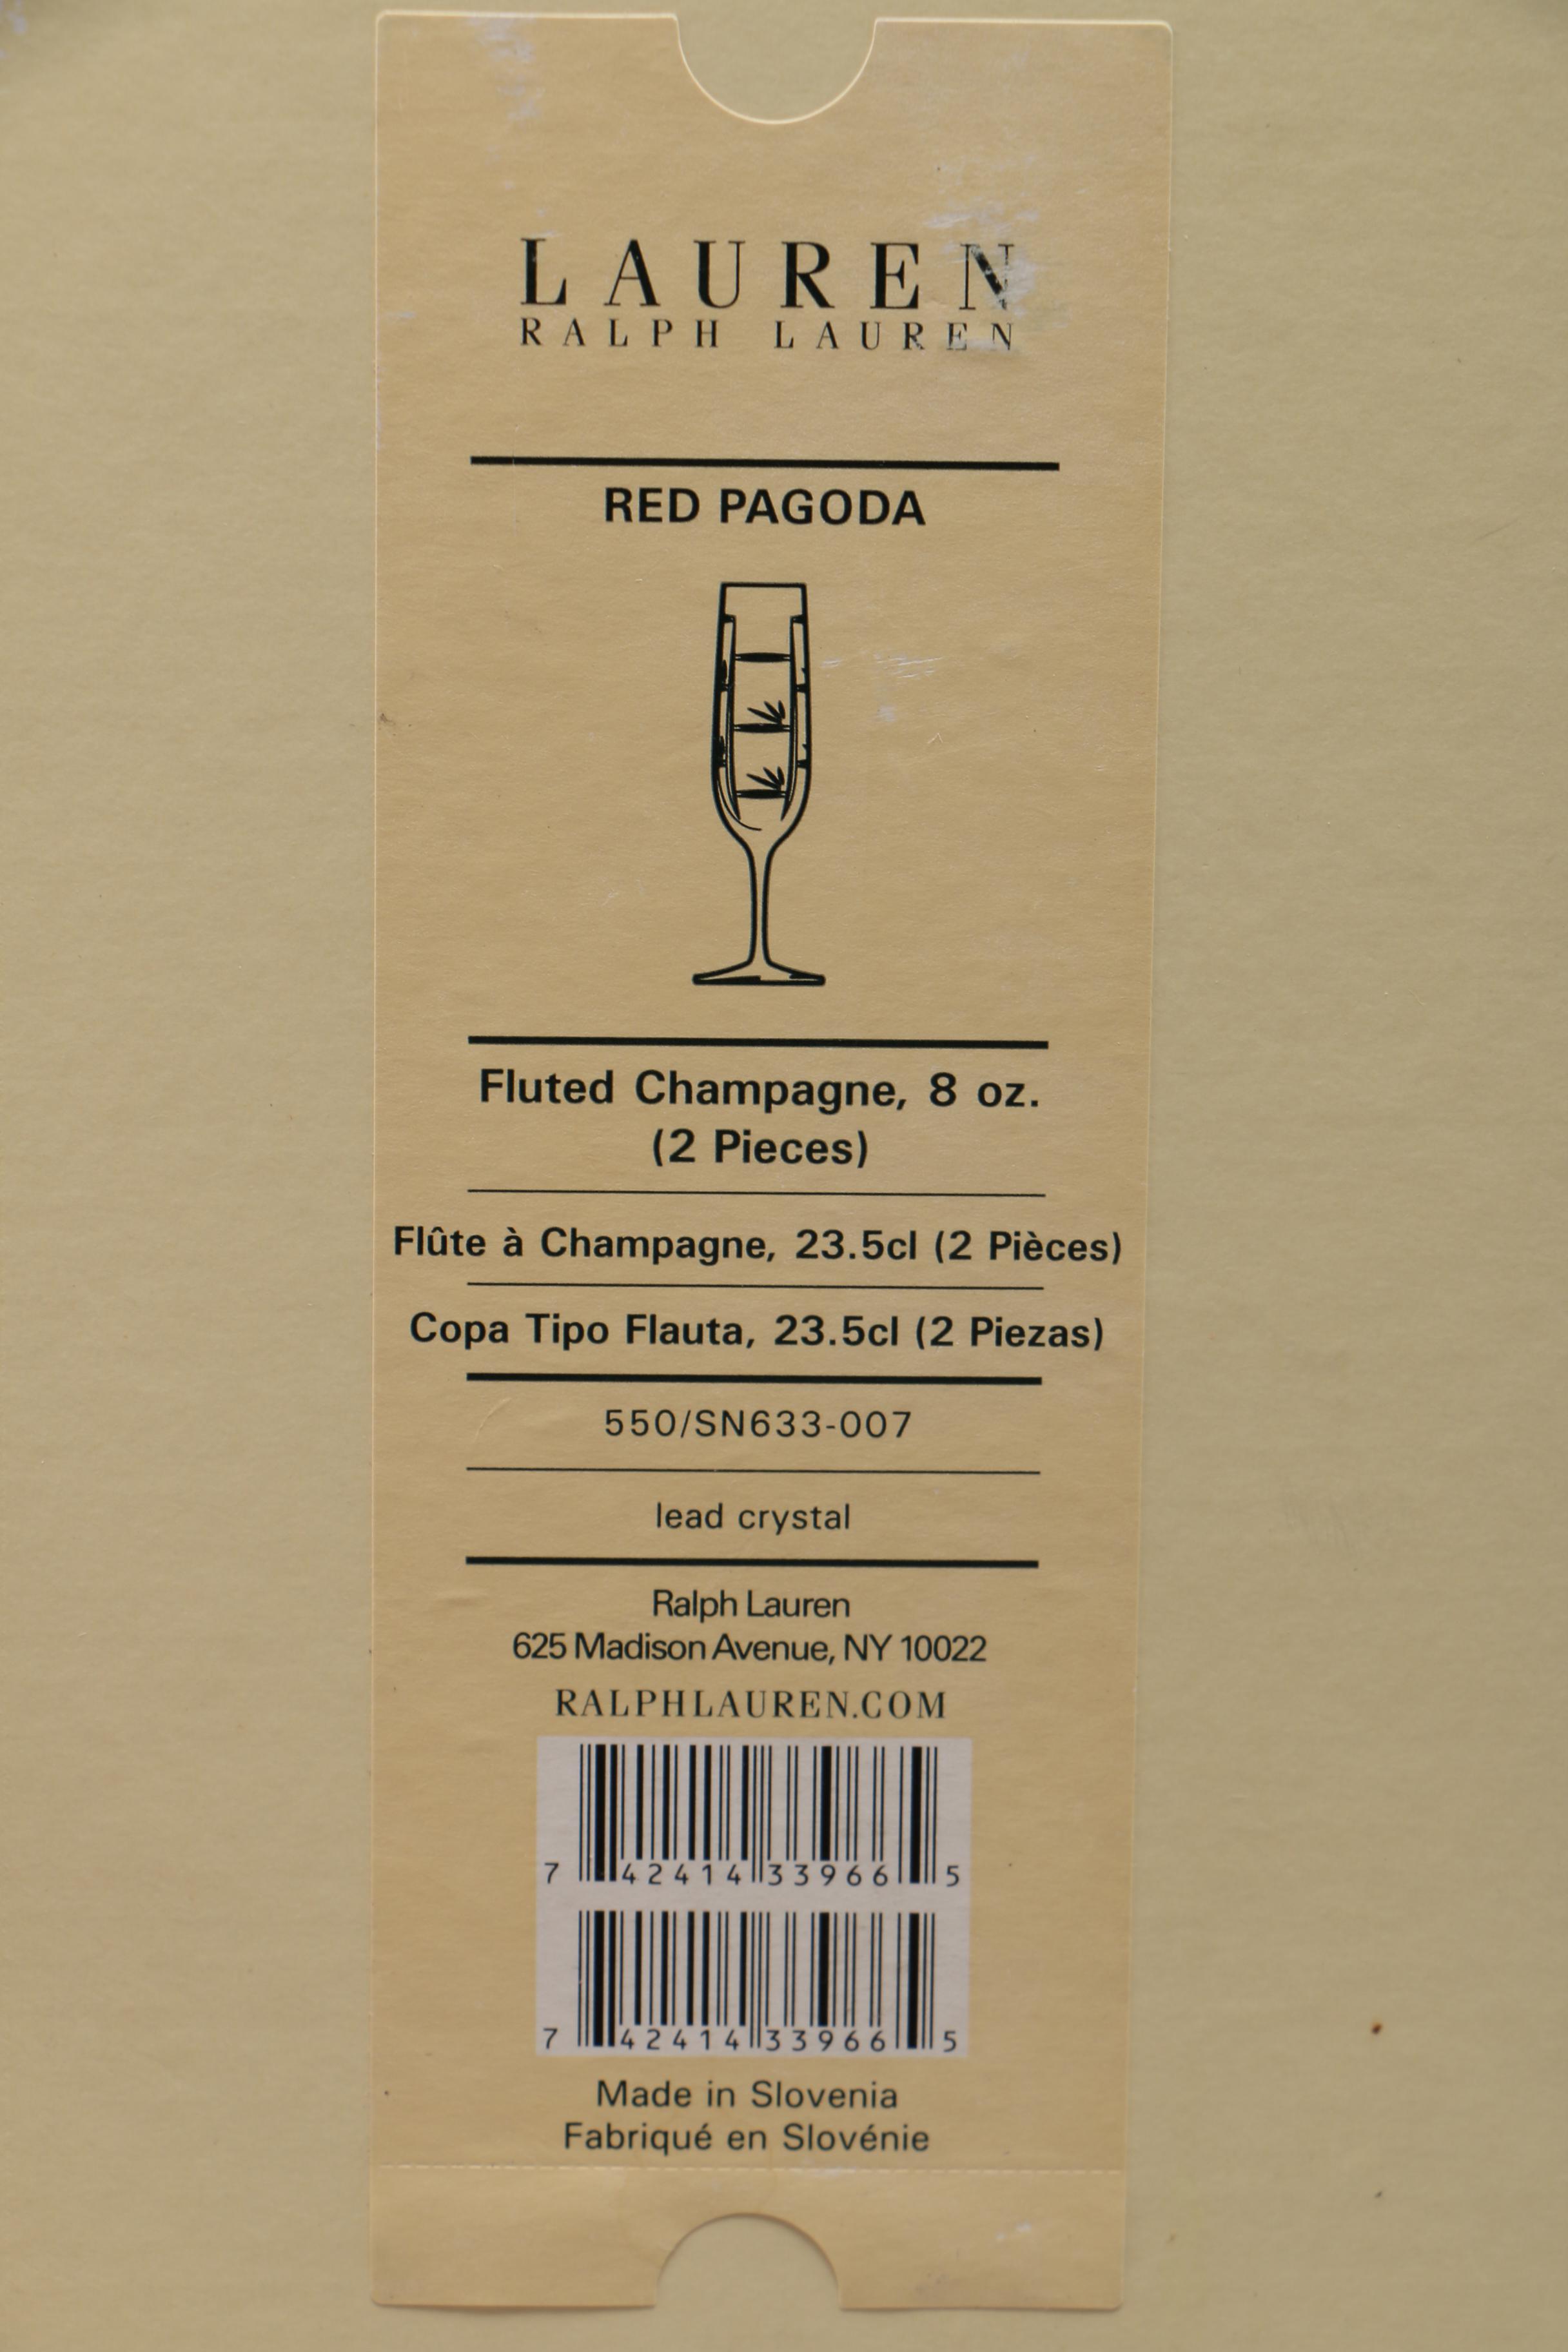 LAUREN
RALPH LAUREN
RED PAGODA
Fluted Champagne, 8 oz.
(2 Pieces)
Flûte à Champagne, 23.5cl (2 Pièces)
Copa Tipo Flauta, 23.5cl (2 Piezas)
550/SN633-007
lead crystal
Ralph Lauren
625 Madison Avenue, NY 10022
RALPHLAUREN.COM
7 42414 33966 5
7 42414 33966 5
Made in Slovenia
Fabriqué en Slovénie